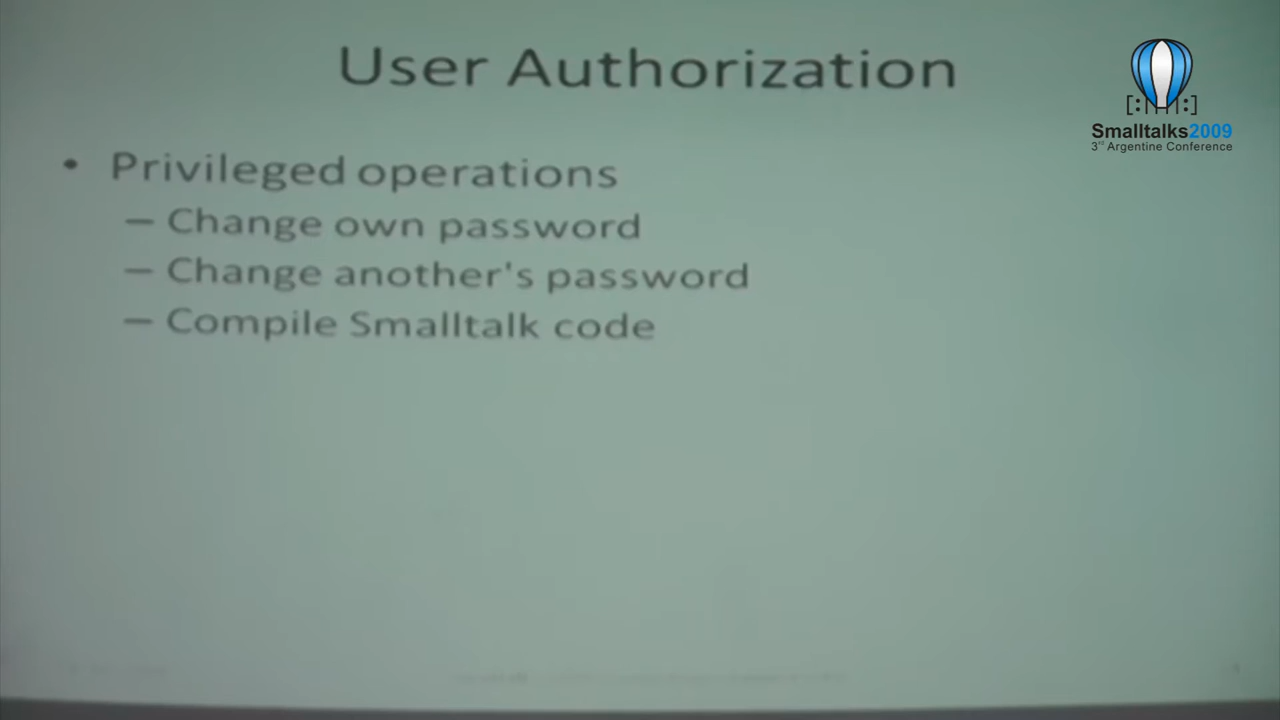 User Authorization
• Privileged operations
– Change own password
– Change another's password
– Compile Smalltalk code
[:| | | |:]
Smalltalks2009
3rd Argentine Conference